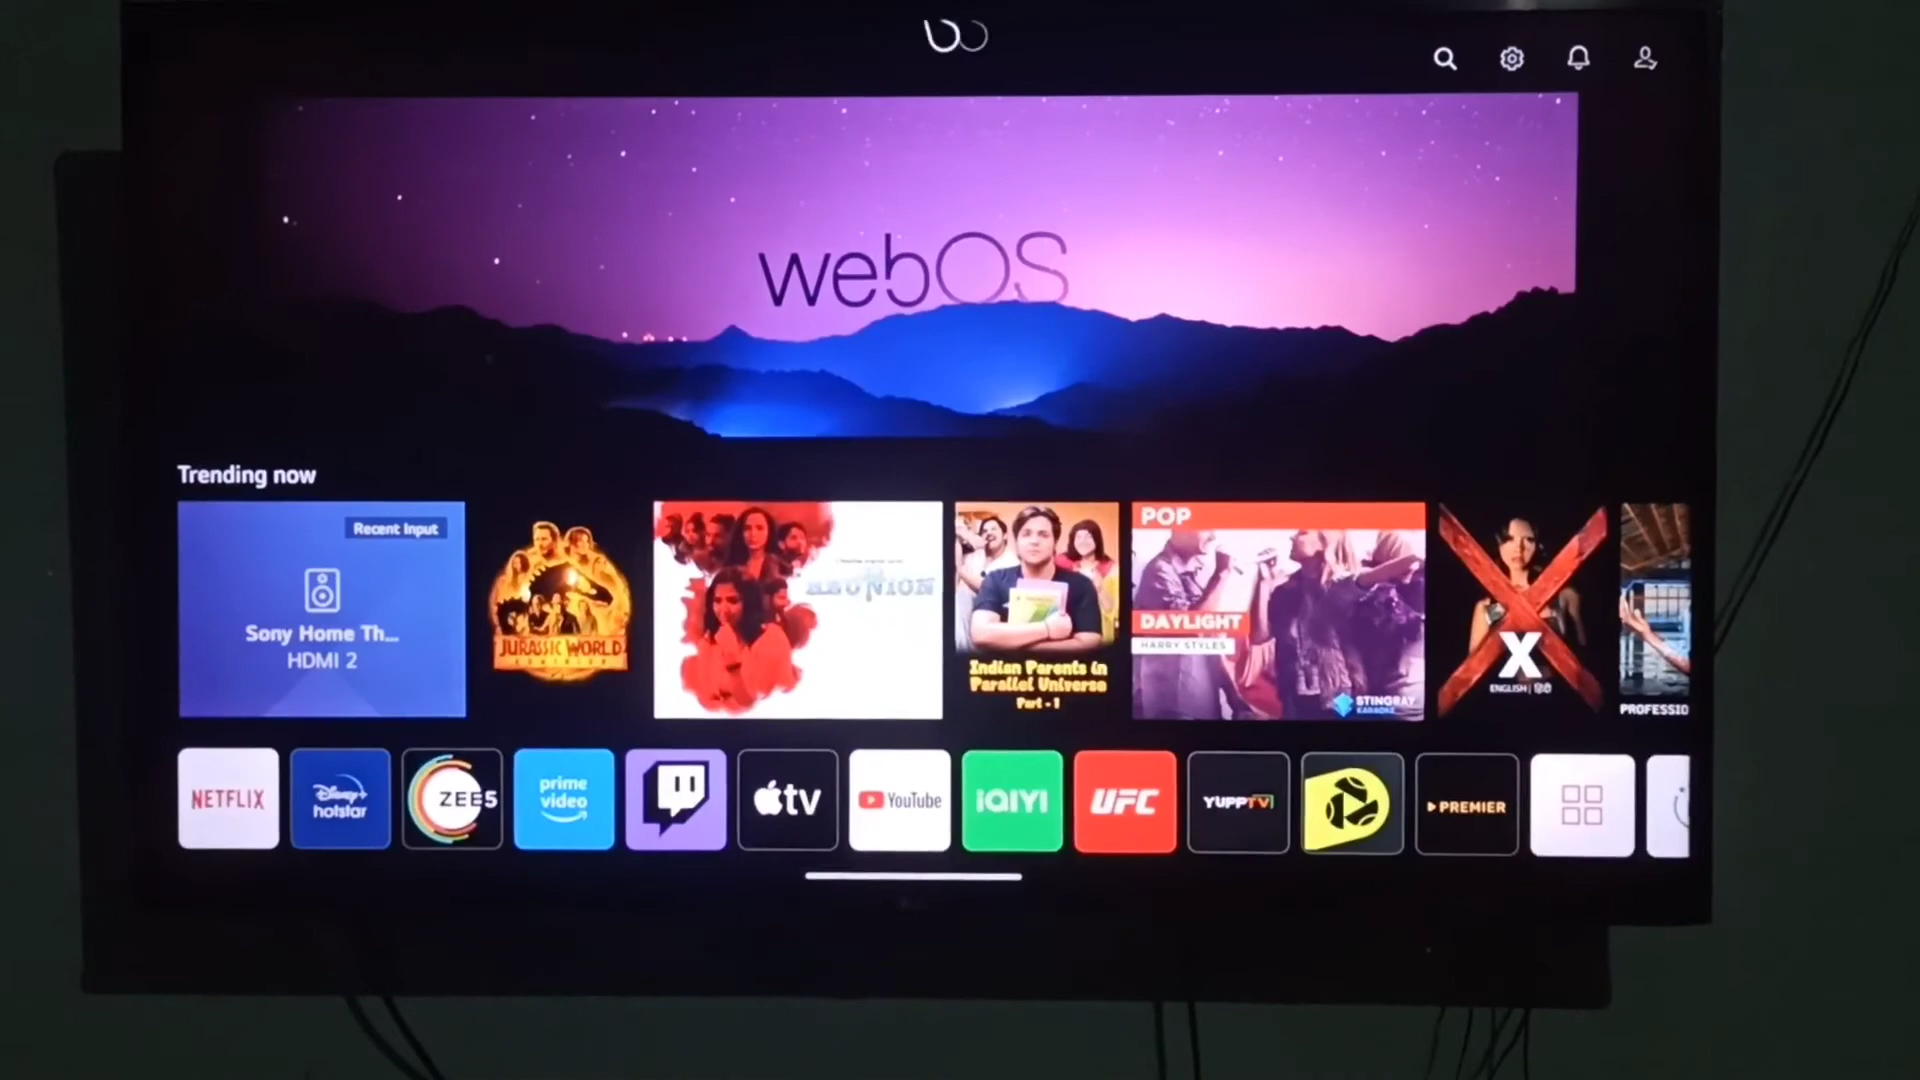 webOS
Trending now
Recent Input
Sony Home Th...
HDMI 2
JURASSIC WORLD
REUNION
Indian Parents in
Parallel Universe
Part - 1
POP
DAYLIGHT
HARRY STYLES
STINGRAY
KARAOKE
X
ENGLISH | हिंदी
PROFESSIO
NETFLIX
Disney+
hotstar
ZEE5
prime
video
tv
YouTube
iQIYI
UFC
YUPPTV
PREMIER